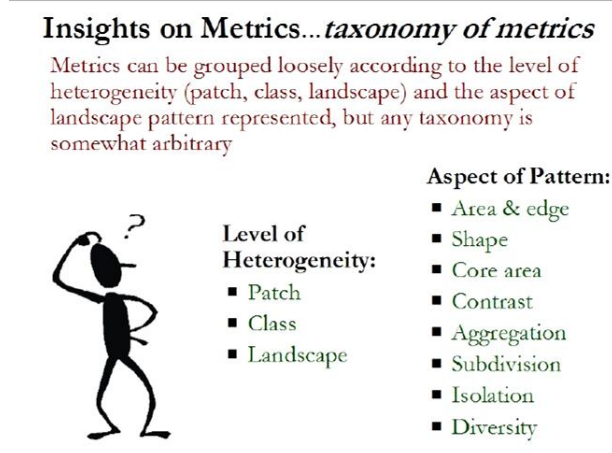 Insights on Metrics...taxonomy of metrics
Metrics can be grouped loosely according to the level of
heterogeneity (patch, class, landscape) and the aspect of
landscape pattern represented, but any taxonomy is
somewhat arbitrary
?
Level of
Heterogeneity:
▪ Patch
▪ Class
▪ Landscape
Aspect of Pattern:
▪ Area & edge
▪ Shape
▪ Core area
▪ Contrast
▪ Aggregation
▪ Subdivision
▪ Isolation
▪ Diversity